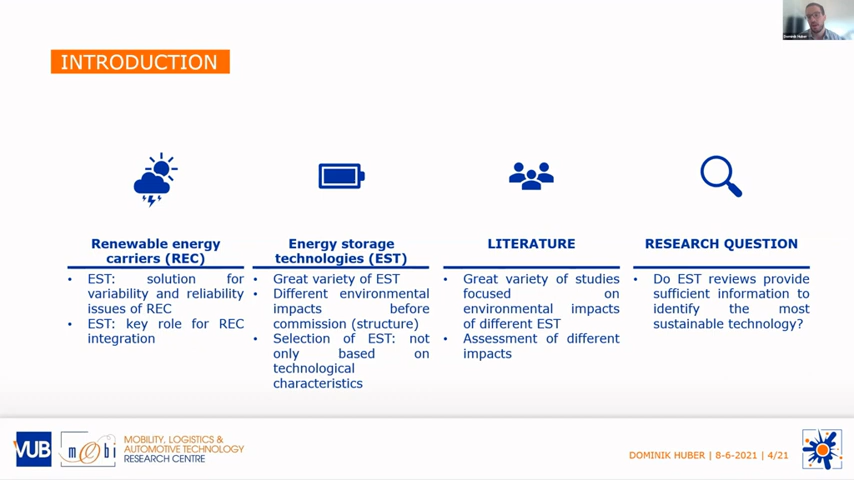 Dominik Huber
INTRODUCTION
Renewable energy
carriers (REC)
• EST: solution for
variability and reliability
issues of REC
• EST: key role for REC
integration
Energy storage
technologies (EST)
• Great variety of EST
• Different environmental
impacts before
commission (structure)
• Selection of EST: not
only based on
technological
characteristics
LITERATURE
• Great variety of studies
focused on
environmental impacts
of different EST
• Assessment of different
impacts
RESEARCH QUESTION
• Do EST reviews provide
sufficient information to
identify the most
sustainable technology?
VUB
mobi
MOBILITY, LOGISTICS &
AUTOMOTIVE TECHNOLOGY
RESEARCH CENTRE
DOMINIK HUBER | 8-6-2021 | 4/21